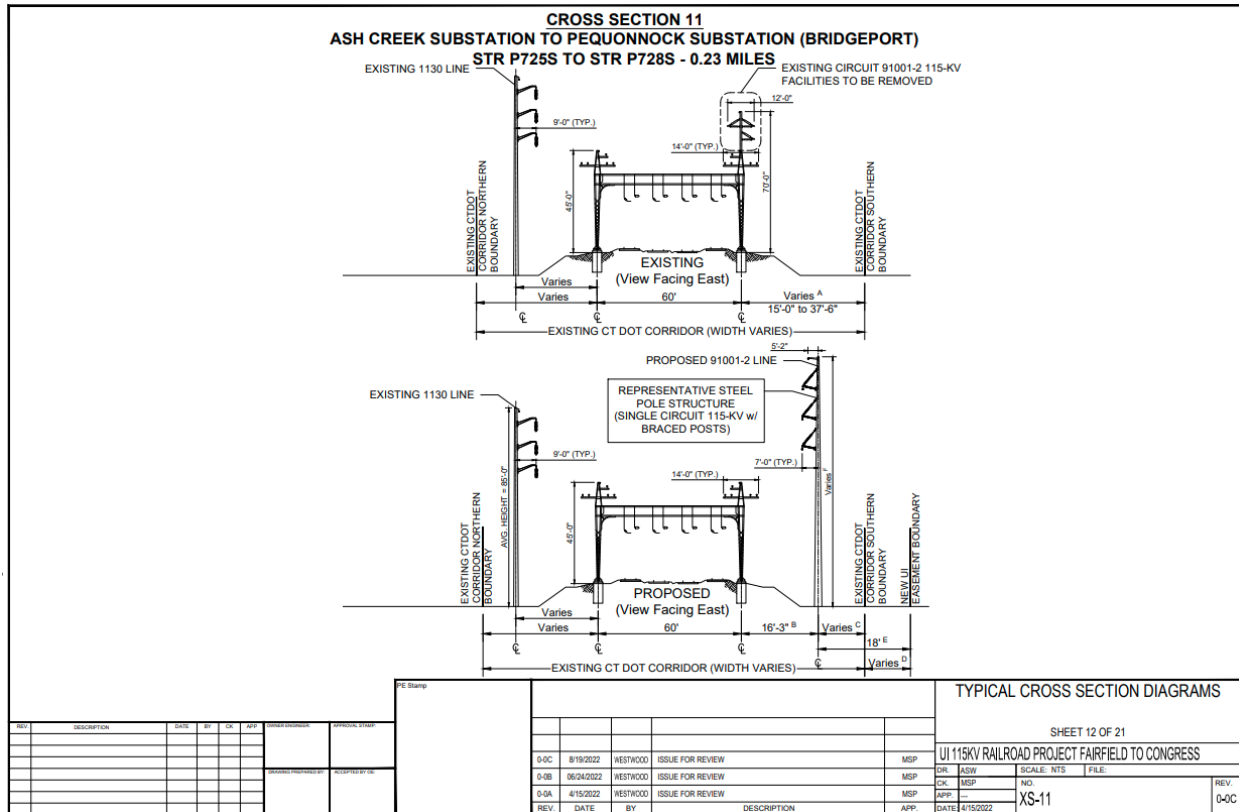 CROSS SECTION 11
ASH CREEK SUBSTATION TO PEQUONNOCK SUBSTATION (BRIDGEPORT)
STR P725S TO STR P728S - 0.23 MILES
EXISTING 1130 LINE
EXISTING CIRCUIT 91001-2 115-KV
FACILITIES TO BE REMOVED
12'-0"
9'-0" (TYP.)
14'-0" (TYP.)
45'-0"
70'-0"
EXISTING CTDOT
CORRIDOR NORTHERN
BOUNDARY
EXISTING CTDOT
CORRIDOR SOUTHERN
BOUNDARY
EXISTING
(View Facing East)
Varies
Varies
60'
Varies A
15'-0" to 37'-6"
℄
℄
℄
EXISTING CT DOT CORRIDOR (WIDTH VARIES)
5'-2"
PROPOSED 91001-2 LINE
EXISTING 1130 LINE
REPRESENTATIVE STEEL
POLE STRUCTURE
(SINGLE CIRCUIT 115-KV w/
BRACED POSTS)
9'-0" (TYP.)
7'-0" (TYP.)
14'-0" (TYP.)
AVG. HEIGHT = 85'-0"
45'-0"
Varies F
EXISTING CTDOT
CORRIDOR NORTHERN
BOUNDARY
EXISTING CTDOT
CORRIDOR SOUTHERN
BOUNDARY
NEW UI
EASEMENT BOUNDARY
PROPOSED
(View Facing East)
Varies
Varies
60'
16'-3" B
Varies C
18' E
Varies D
℄
℄
℄
℄
EXISTING CT DOT CORRIDOR (WIDTH VARIES)
PE Stamp
REV. DESCRIPTION DATE BY CK APP OWNER ENGINEER APPROVAL STAMP:
DRAWING PREPARED BY: ACCEPTED BY OE:
0-0C 8/19/2022 WESTWOOD ISSUE FOR REVIEW MSP
0-0B 06/24/2022 WESTWOOD ISSUE FOR REVIEW MSP
0-0A 4/15/2022 WESTWOOD ISSUE FOR REVIEW MSP
REV. DATE BY DESCRIPTION APP.
TYPICAL CROSS SECTION DIAGRAMS
SHEET 12 OF 21
UI 115KV RAILROAD PROJECT FAIRFIELD TO CONGRESS
DR. ASW SCALE: NTS FILE:
CK. MSP NO. REV.
APP. --- XS-11 0-0C
DATE: 4/15/2022